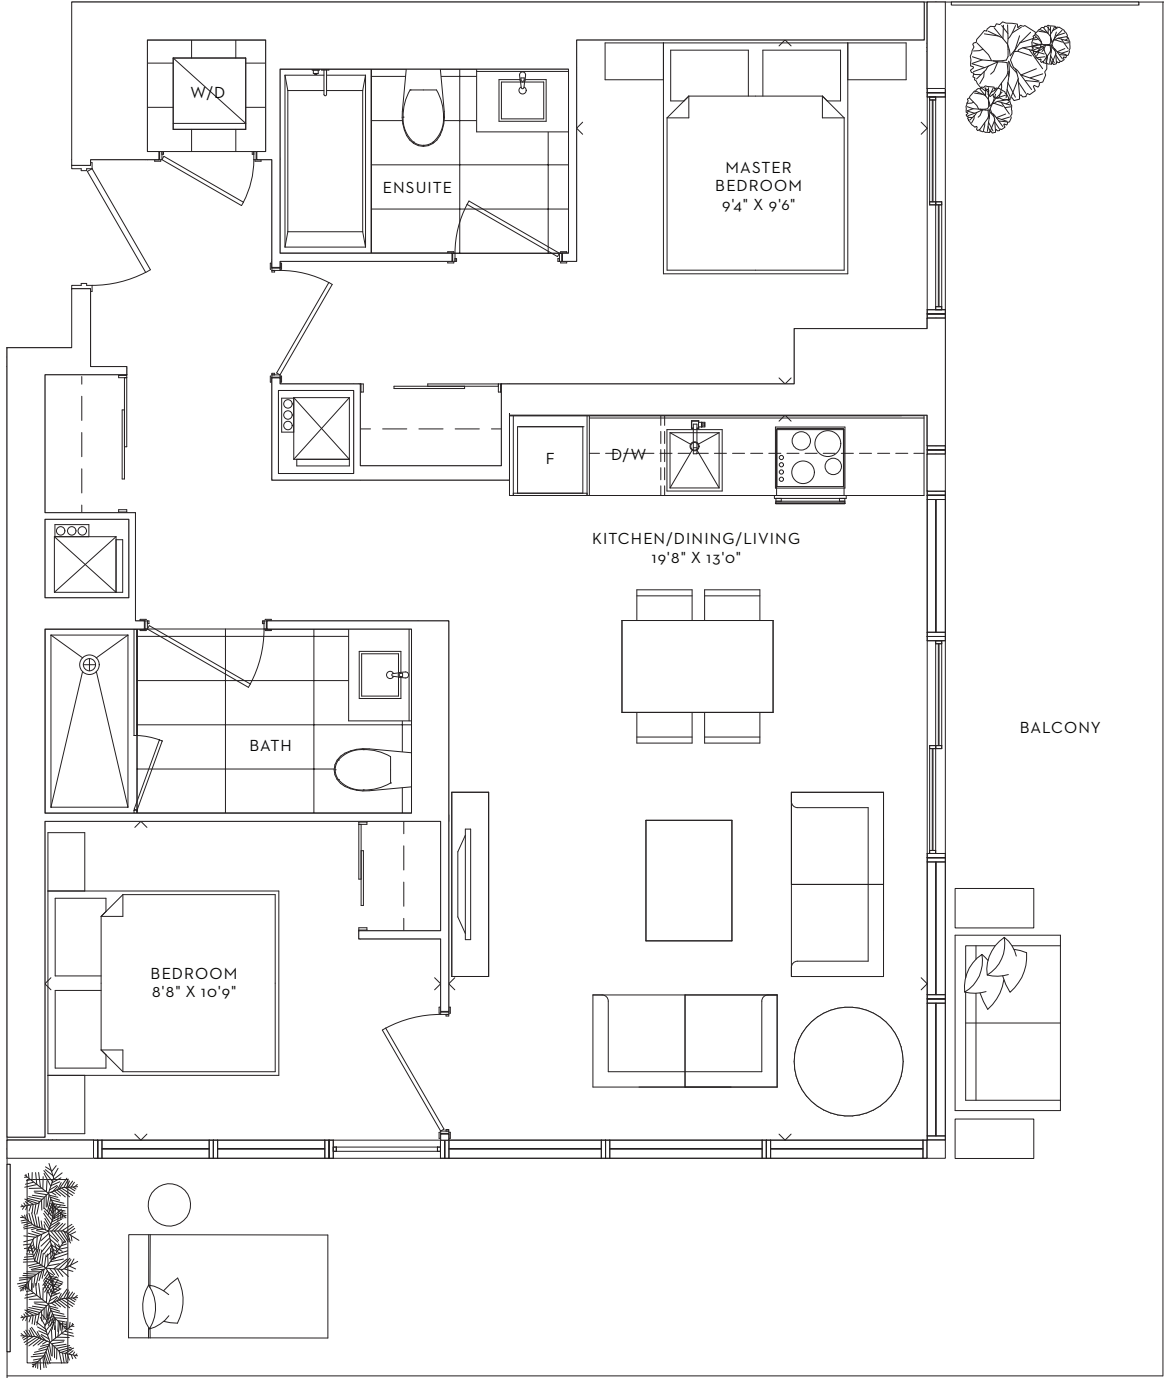 W/D
ENSUITE
MASTER
BEDROOM
9'4" X 9'6"
F
D/W
KITCHEN/DINING/LIVING
19'8" X 13'0"
BALCONY
BATH
BEDROOM
8'8" X 10'9"